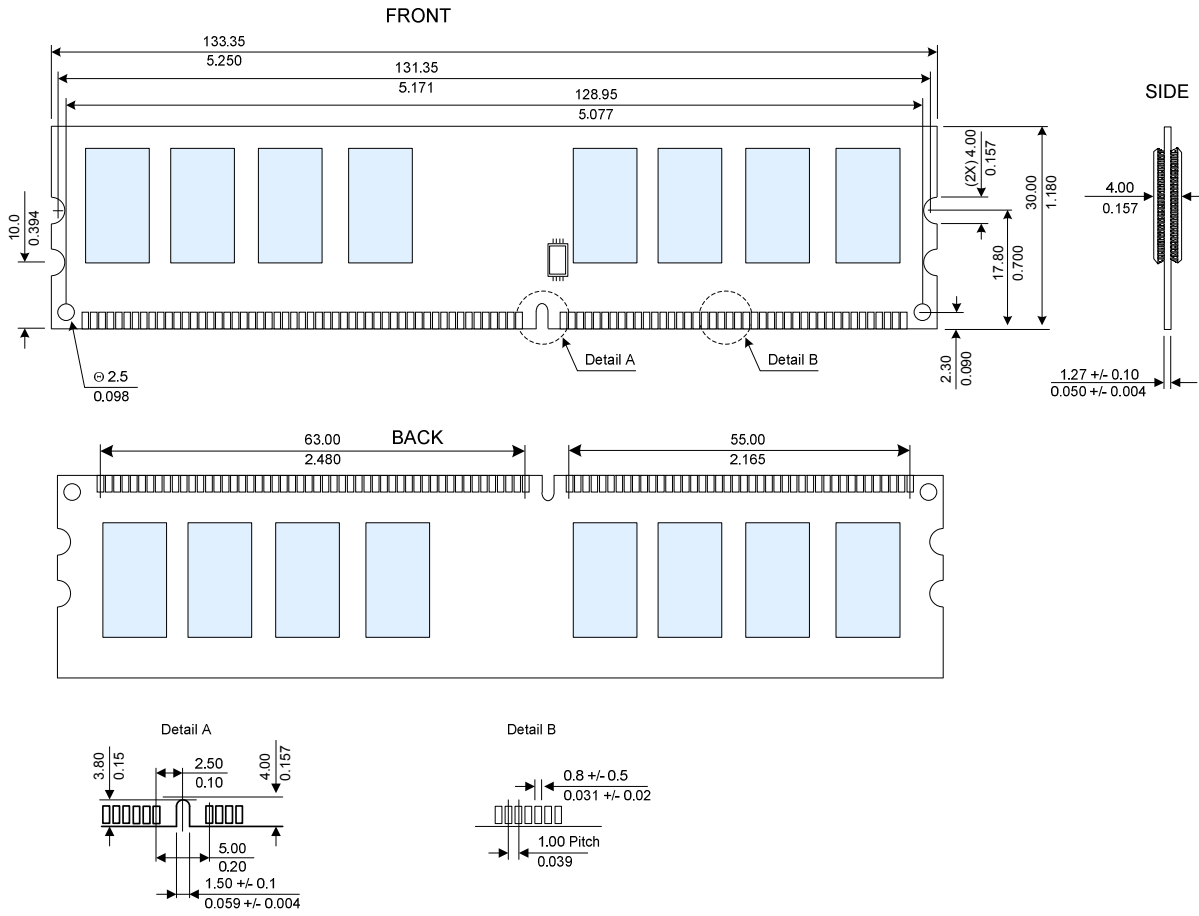 FRONT
133.35
5.250
131.35
5.171
128.95
5.077
SIDE
(2X) 4.00
0.157
30.00
1.180
4.00
0.157
10.0
0.394
17.80
0.700
Detail A
Detail B
2.30
0.090
⊖ 2.5
0.098
1.27 +/- 0.10
0.050 +/- 0.004
63.00
2.480
BACK
55.00
2.165
Detail A
Detail B
3.80
0.15
2.50
0.10
4.00
0.157
0.8 +/- 0.5
0.031 +/- 0.02
5.00
0.20
1.00 Pitch
0.039
1.50 +/- 0.1
0.059 +/- 0.004